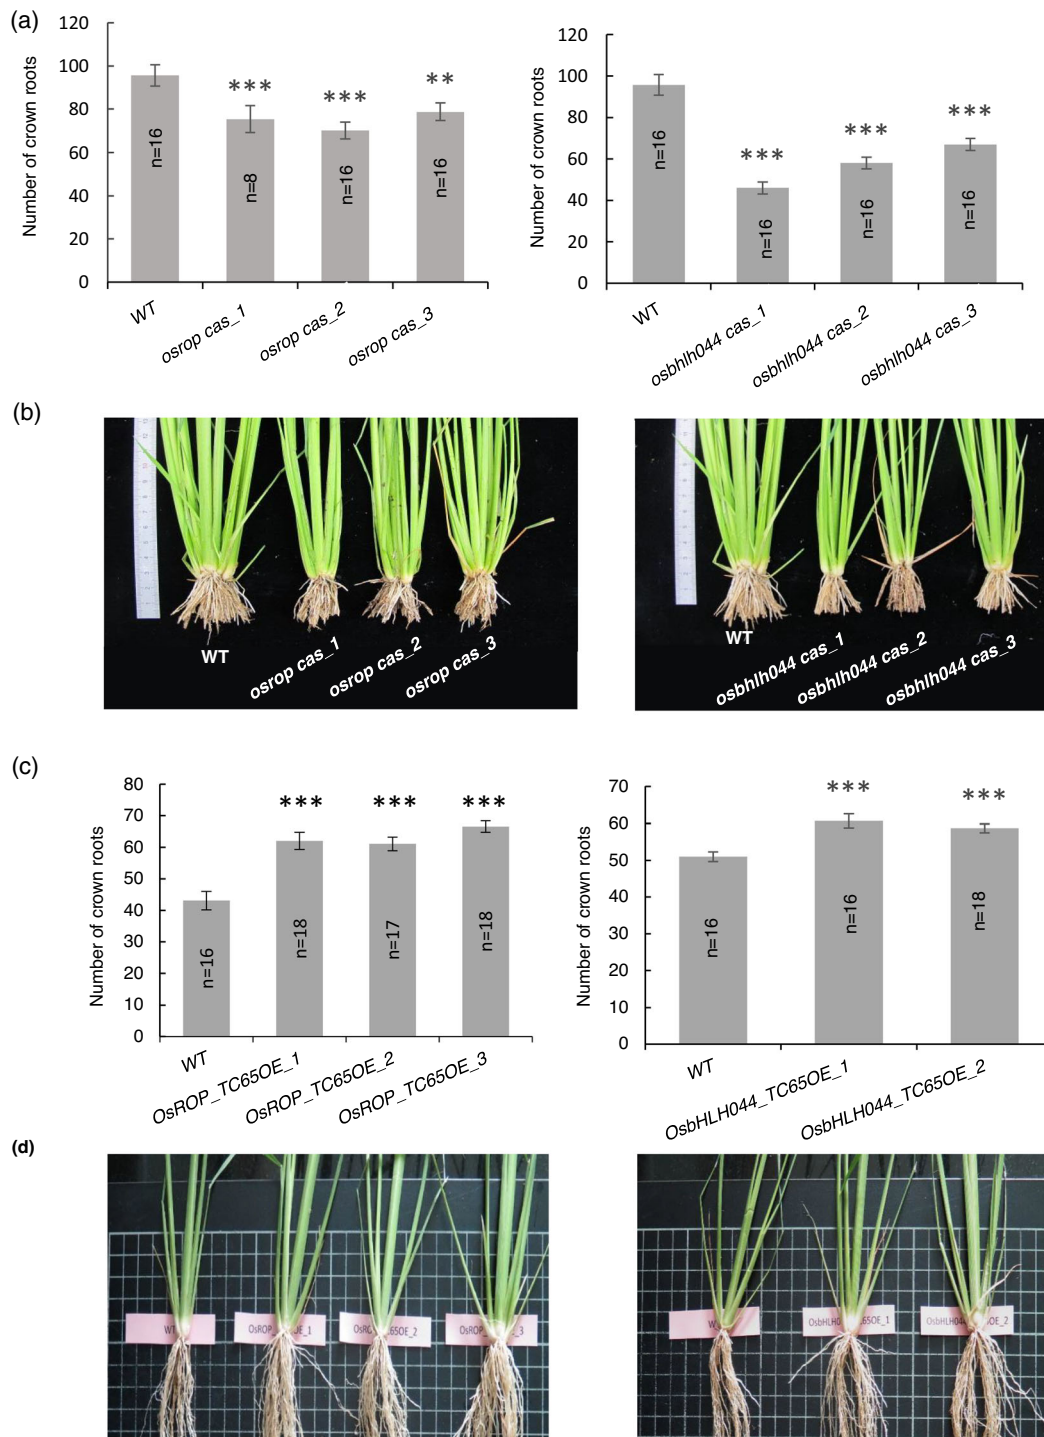 (a)
120
100
80
60
40
20
0
Number of crown roots
n=16
n=8
n=16
n=16
***
***
**
WT
osrop cas_1
osrop cas_2
osrop cas_3
120
100
80
60
40
20
0
Number of crown roots
n=16
n=16
n=16
n=16
***
***
***
WT
osbhlh044 cas_1
osbhlh044 cas_2
osbhlh044 cas_3
(b)
WT
osrop cas_1
osrop cas_2
osrop cas_3
WT
osbhlh044 cas_1
osbhlh044 cas_2
osbhlh044 cas_3
(c)
80
70
60
50
40
30
20
10
0
Number of crown roots
n=16
n=18
n=17
n=18
***
***
***
WT
OsROP_TC65OE_1
OsROP_TC65OE_2
OsROP_TC65OE_3
70
60
50
40
30
20
10
0
Number of crown roots
n=16
n=16
n=18
***
***
WT
OsbHLH044_TC65OE_1
OsbHLH044_TC65OE_2
(d)